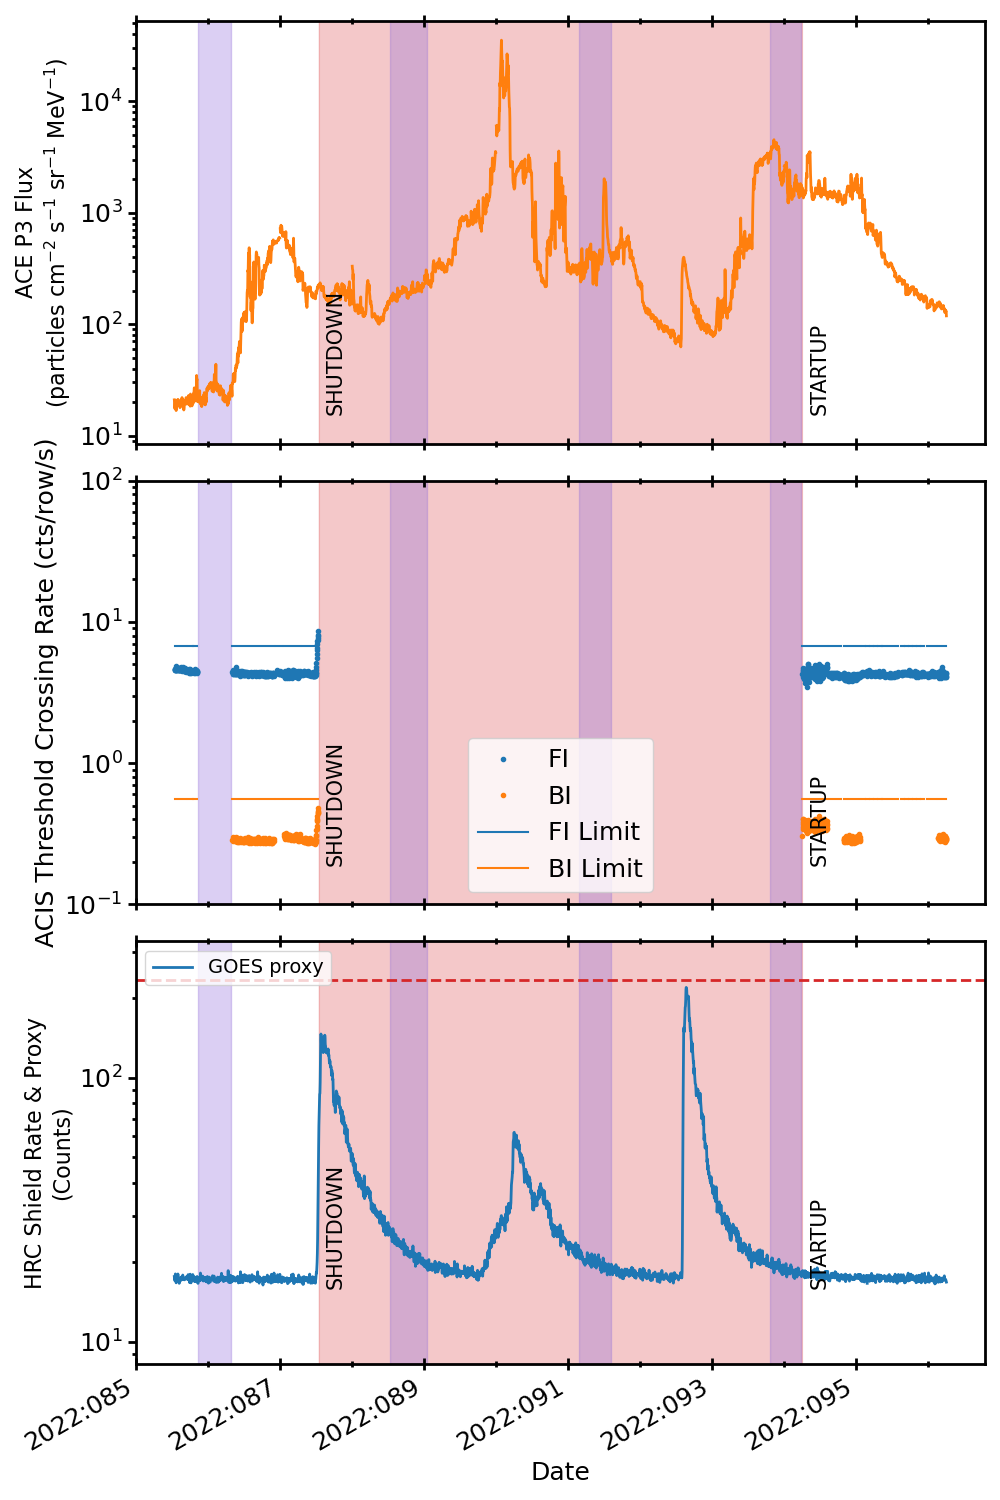 ACE P3 Flux
(particles cm⁻² s⁻¹ sr⁻¹ MeV⁻¹)
10⁴
10³
10²
10¹
SHUTDOWN
STARTUP
ACIS Threshold Crossing Rate (cts/row/s)
10²
10¹
10⁰
10⁻¹
SHUTDOWN
STARTUP
FI
BI
FI Limit
BI Limit
HRC Shield Rate & Proxy
(Counts)
GOES proxy
10²
10¹
SHUTDOWN
STARTUP
2022:085
2022:087
2022:089
2022:091
2022:093
2022:095
Date